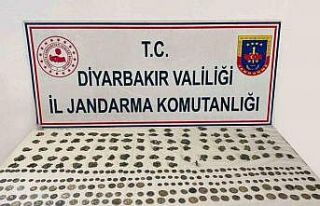 T.C.
DİYARBAKIR VALİLİĞİ
İL JANDARMA KOMUTANLIĞI